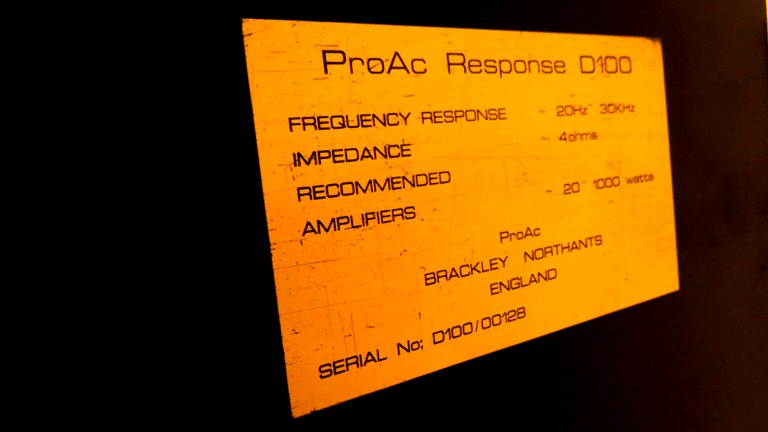 ProAc Response D100
FREQUENCY RESPONSE ~ 20Hz~ 30KHz
IMPEDANCE ~ 4ohms
RECOMMENDED
AMPLIFIERS ~ 20~ 1000 watts
ProAc
BRACKLEY NORTHANTS
ENGLAND
SERIAL No; D100/00128